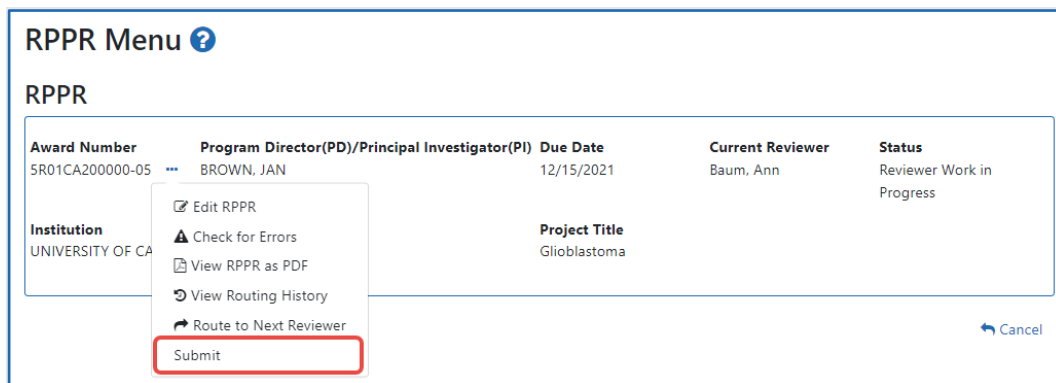 RPPR Menu ?
RPPR
Award Number Program Director(PD)/Principal Investigator(PI) Due Date Current Reviewer Status
5R01CA200000-05 ··· BROWN, JAN 12/15/2021 Baum, Ann Reviewer Work in
Progress
Edit RPPR
Institution Project Title
UNIVERSITY OF CA Glioblastoma
Check for Errors
View RPPR as PDF
View Routing History
Route to Next Reviewer
Submit
Cancel